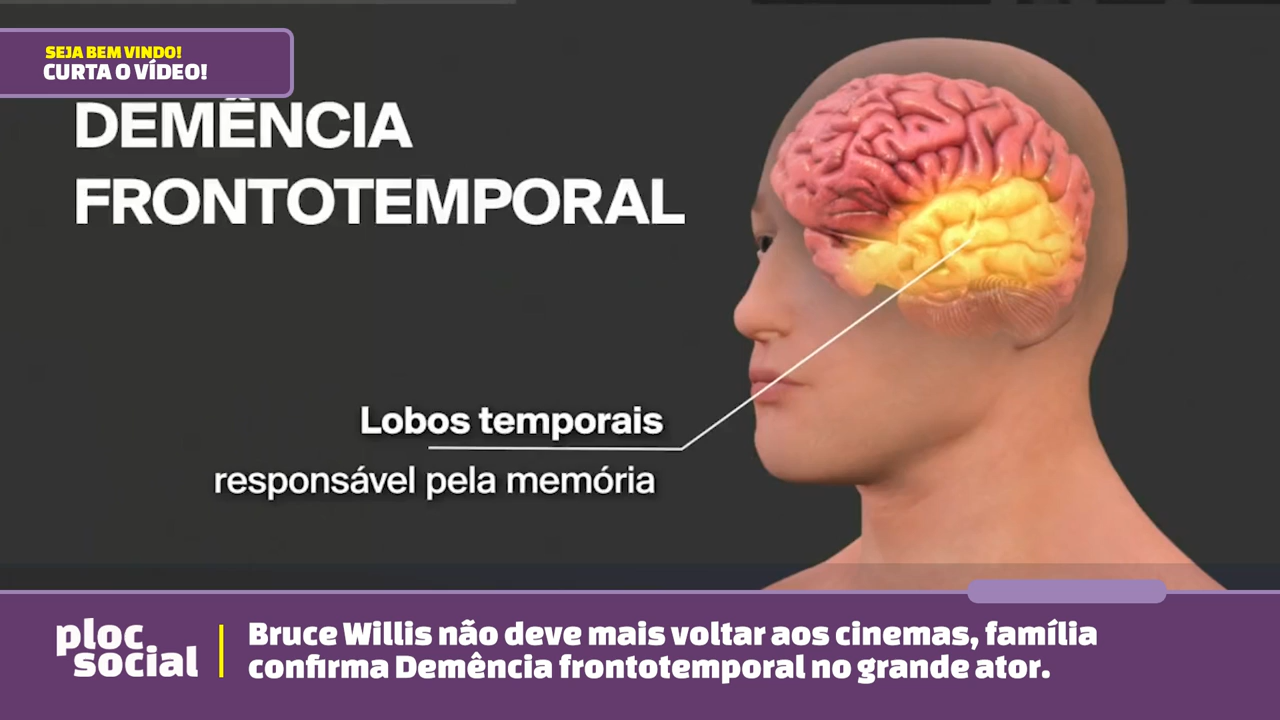 SEJA BEM VINDO!
CURTA O VÍDEO!
DEMÊNCIA
FRONTOTEMPORAL
Lobos temporais
responsável pela memória
ploc
social
Bruce Willis não deve mais voltar aos cinemas, família
confirma Demência frontotemporal no grande ator.